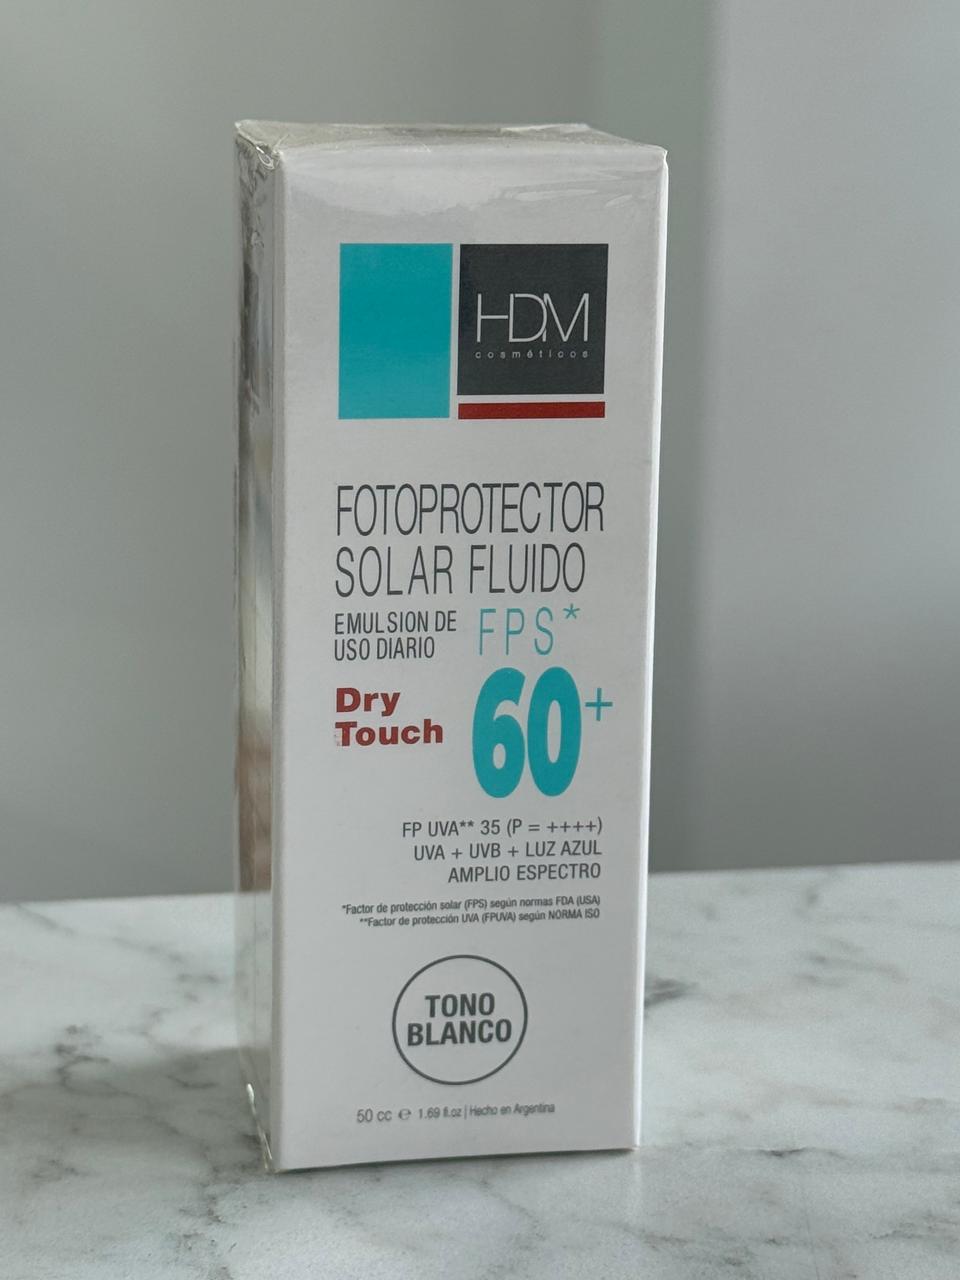 HDM
cosméticos
FOTOPROTECTOR
SOLAR FLUIDO
EMULSION DE
USO DIARIO
FPS*
60+
Dry
Touch
FP UVA** 35 (P = ++++)
UVA + UVB + LUZ AZUL
AMPLIO ESPECTRO
*Factor de protección solar (FPS) según normas FDA (USA)
**Factor de protección UVA (FPUVA) según NORMA ISO
TONO
BLANCO
50 cc ℮ 1.69 fl.oz | Hecho en Argentina